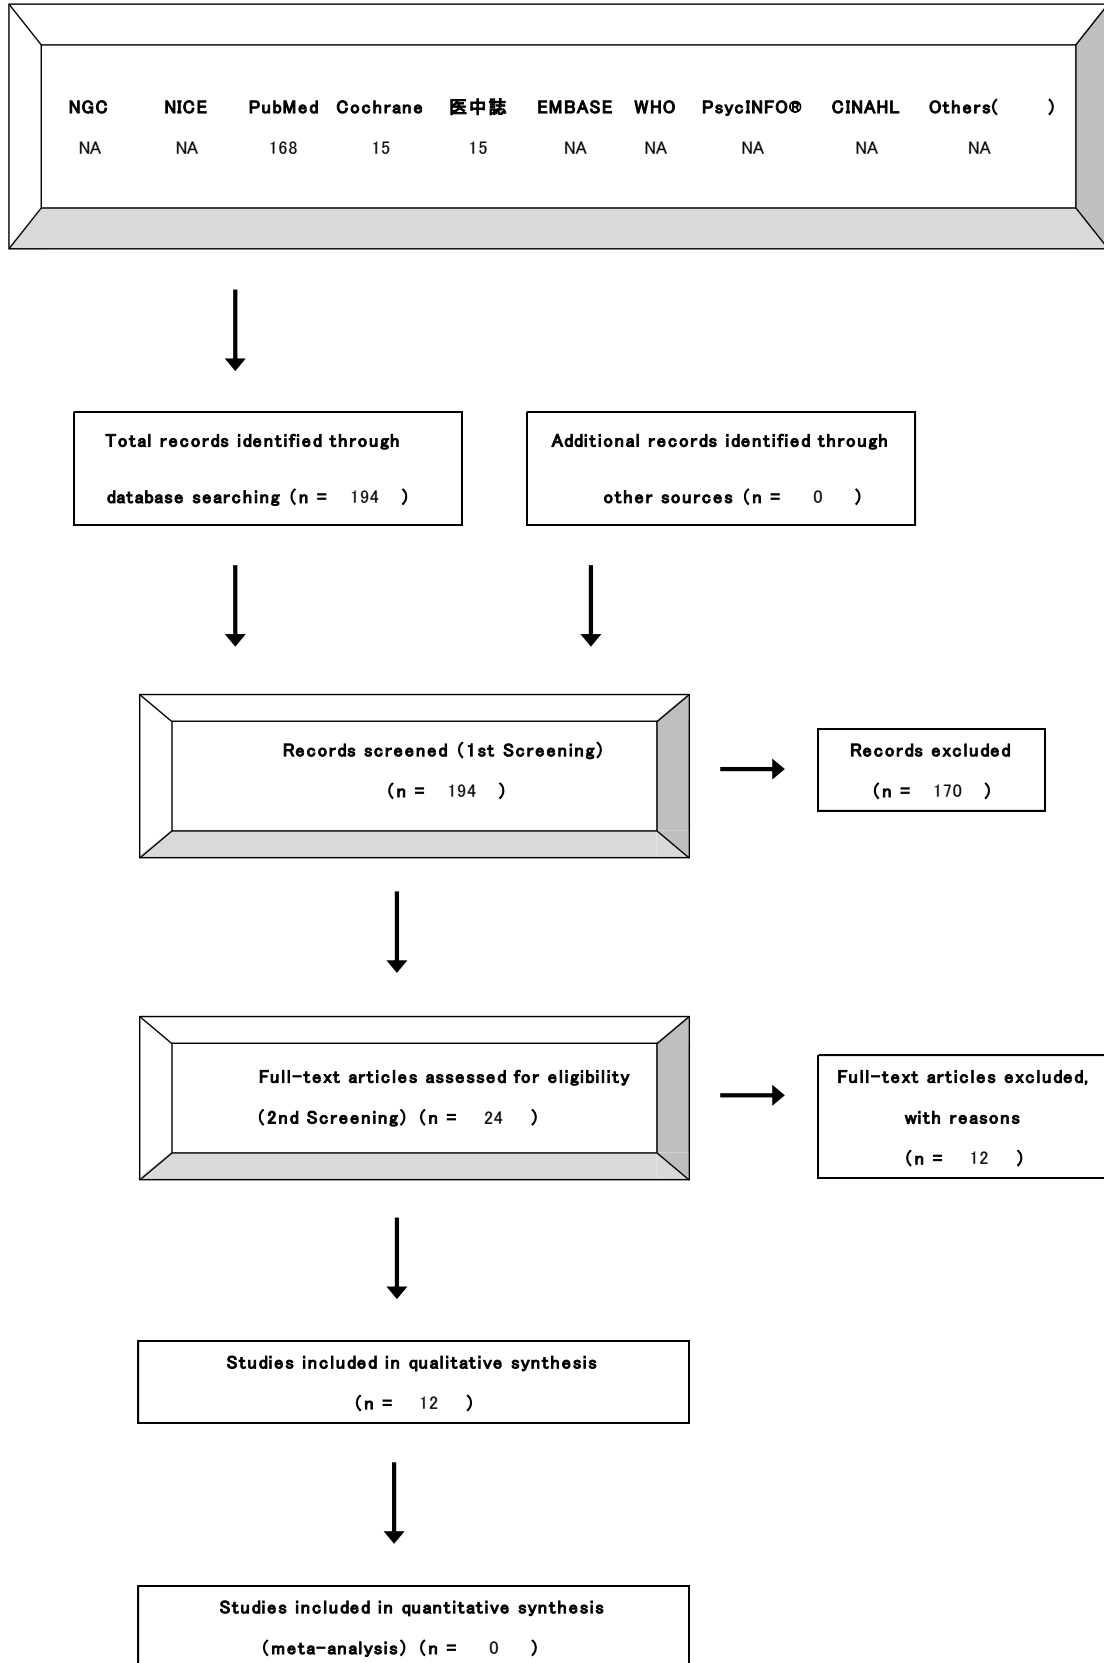 NGC NICE PubMed Cochrane 医中誌 EMBASE WHO PsycINFO® CINAHL Others( )
NA NA 168 15 15 NA NA NA NA NA
Total records identified through
database searching (n = 194 )
Additional records identified through
other sources (n = 0 )
Records screened (1st Screening)
(n = 194 )
Records excluded
(n = 170 )
Full-text articles assessed for eligibility
(2nd Screening) (n = 24 )
Full-text articles excluded,
with reasons
(n = 12 )
Studies included in qualitative synthesis
(n = 12 )
Studies included in quantitative synthesis
(meta-analysis) (n = 0 )